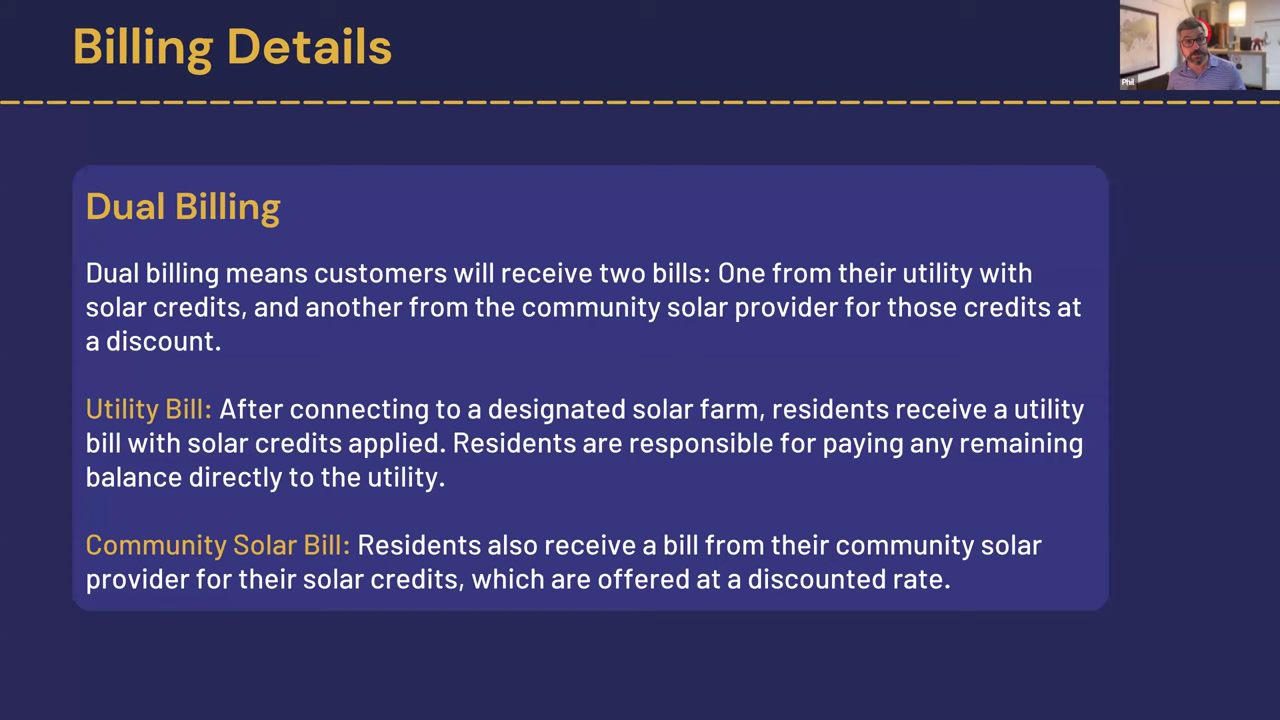 Billing Details
Phil
Dual Billing
Dual billing means customers will receive two bills: One from their utility with
solar credits, and another from the community solar provider for those credits at
a discount.
Utility Bill: After connecting to a designated solar farm, residents receive a utility
bill with solar credits applied. Residents are responsible for paying any remaining
balance directly to the utility.
Community Solar Bill: Residents also receive a bill from their community solar
provider for their solar credits, which are offered at a discounted rate.